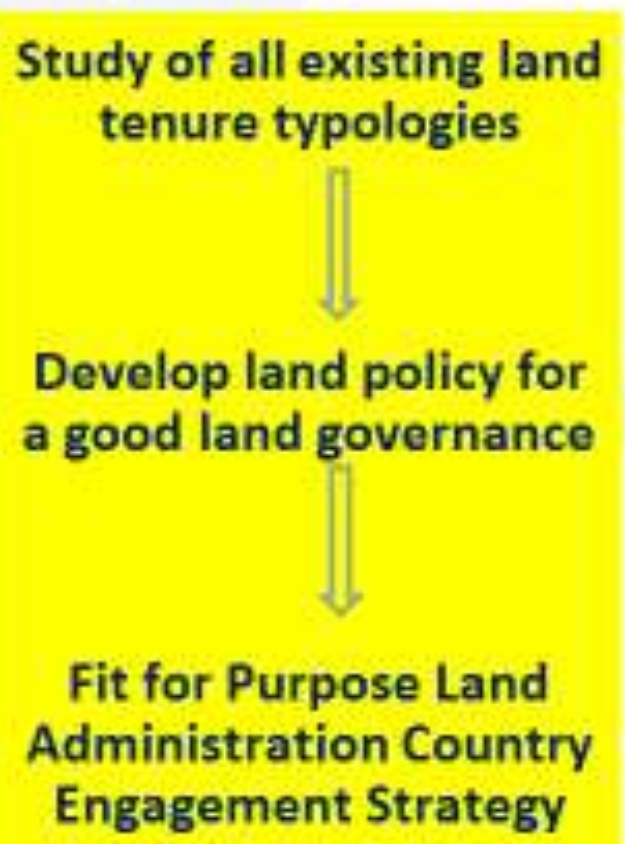 Study of all existing land
tenure typologies
Develop land policy for
a good land governance
Fit for Purpose Land
Administration Country
Engagement Strategy